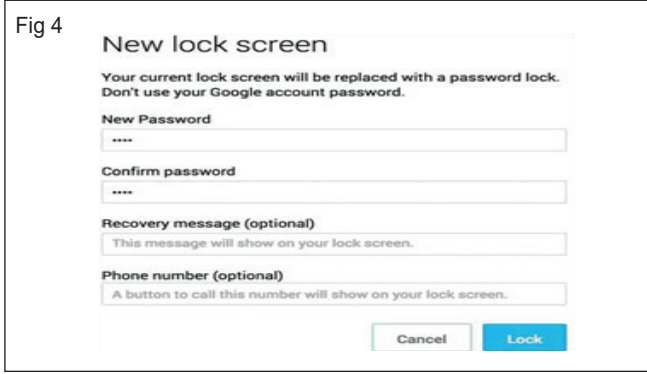 Fig 4
New lock screen
Your current lock screen will be replaced with a password lock.
Don't use your Google account password.
New Password
••••
Confirm password
••••
Recovery message (optional)
This message will show on your lock screen.
Phone number (optional)
A button to call this number will show on your lock screen.
Cancel Lock